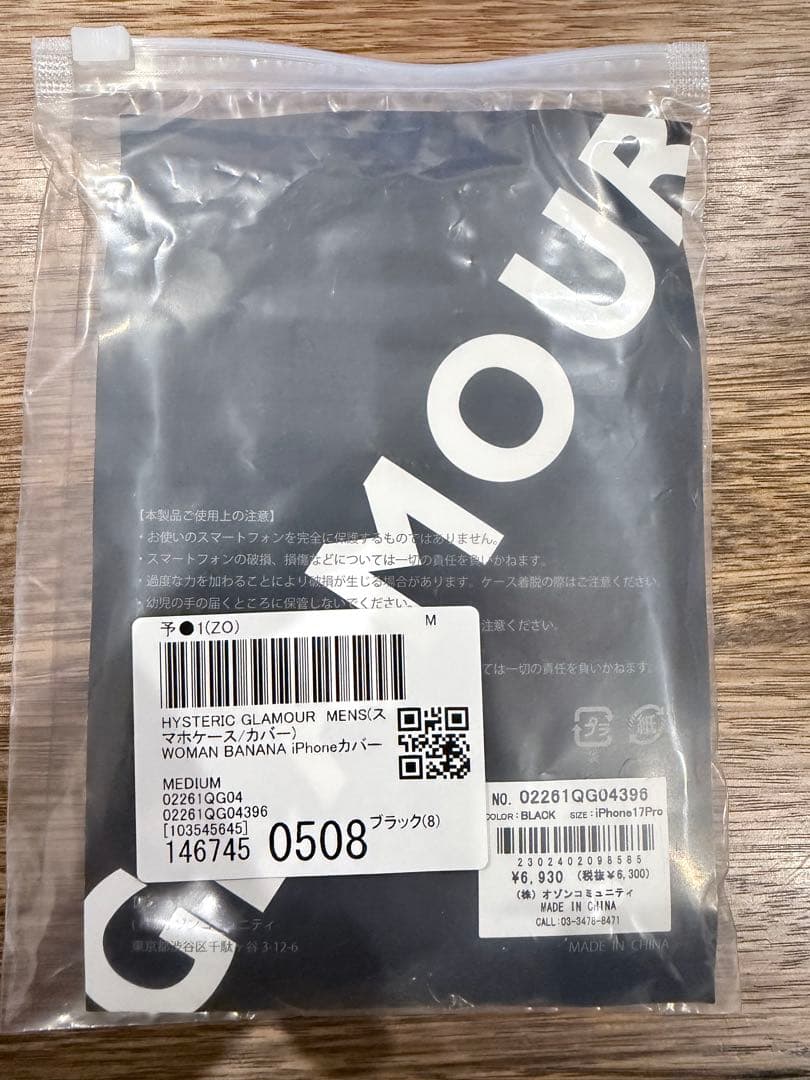 GLAMOUR
【本製品ご使用上の注意】
・お使いのスマートフォンを完全に保護するものではありません。
・スマートフォンの破損、損傷などについては一切の責任を負いかねます。
・過度な力を加わることにより破損が生じる場合があります。ケース着脱の際はご注意ください。
・幼児の手の届くところに保管しないでください。
注意ください。
ては一切の責任を負いかねます。
予●1(ZO) M
HYSTERIC GLAMOUR MENS(ス
マホケース/カバー)
WOMAN BANANA iPhoneカバー
MEDIUM
02261QG04
02261QG04396
[103545645]
146745 0508 ブラック(8)
プラ
紙
NO. 02261QG04396
COLOR:BLACK SIZE:iPhone17Pro
2302402098585
¥6,930 (税抜¥6,300)
(株)オゾンコミュニティ
MADE IN CHINA
CALL:03-3478-8471
オゾンコミュニティ
東京都渋谷区千駄ヶ谷 3-12-6
MADE IN CHINA